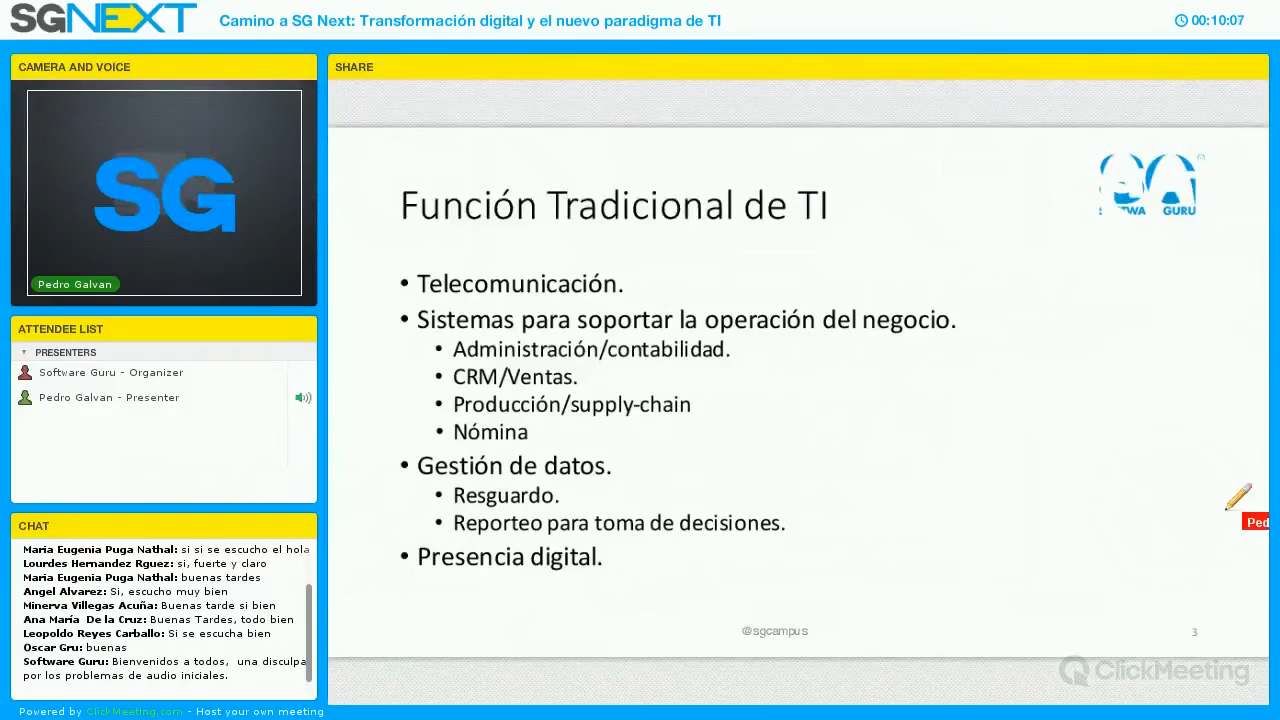 SGNEXT
Camino a SG Next: Transformación digital y el nuevo paradigma de TI
00:10:07
CAMERA AND VOICE
SG
Pedro Galvan
ATTENDEE LIST
PRESENTERS
Software Guru - Organizer
Pedro Galvan - Presenter
CHAT
Maria Eugenia Puga Nathal: si si se escucho el hola
Lourdes Hernandez Rguez: si, fuerte y claro
Maria Eugenia Puga Nathal: buenas tardes
Angel Alvarez: Si, escucho muy bien
Minerva Villegas Acuña: Buenas tarde si bien
Ana María De la Cruz: Buenas Tardes, todo bien
Leopoldo Reyes Carballo: Si se escucha bien
Oscar Gru: buenas
Software Guru: Bienvenidos a todos, una disculpa
por los problemas de audio iniciales.
Powered by ClickMeeting.com - Host your own meeting
SHARE
GURU
Función Tradicional de TI
• Telecomunicación.
• Sistemas para soportar la operación del negocio.
• Administración/contabilidad.
• CRM/Ventas.
• Producción/supply-chain
• Nómina
• Gestión de datos.
• Resguardo.
• Reporteo para toma de decisiones.
• Presencia digital.
Ped
@sgcampus
3
ClickMeeting